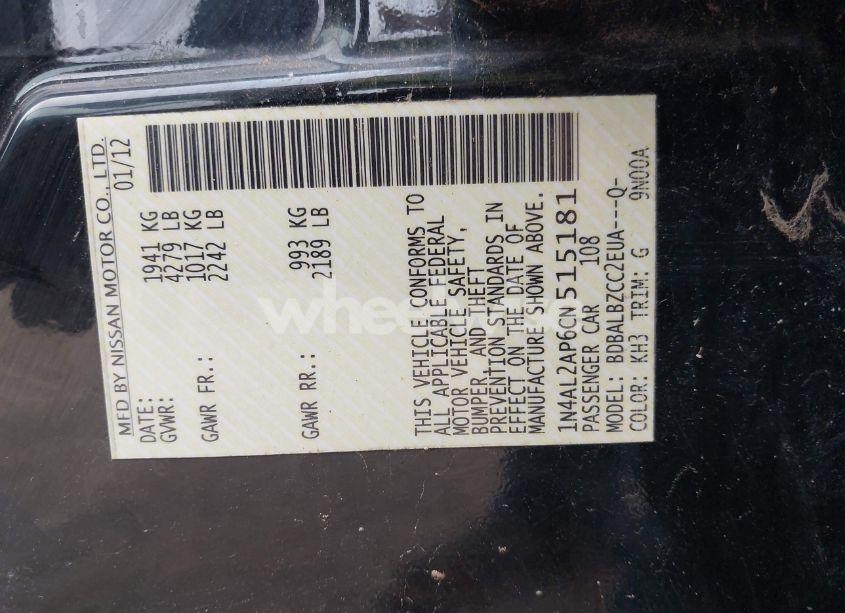 MFD BY NISSAN MOTOR CO., LTD.
DATE: 01/12
GVWR: 1941 KG
4279 LB
GAWR FR.: 1017 KG
2242 LB
GAWR RR.: 993 KG
2189 LB
THIS VEHICLE CONFORMS TO
ALL APPLICABLE FEDERAL
MOTOR VEHICLE SAFETY,
BUMPER, AND THEFT
PREVENTION STANDARDS IN
EFFECT ON THE DATE OF
MANUFACTURE SHOWN ABOVE.
1N4AL2AP6CN515181
PASSENGER CAR 108
MODEL: BDBALBZCC2EUA---Q-
COLOR: KH3 TRIM: G 9N00A